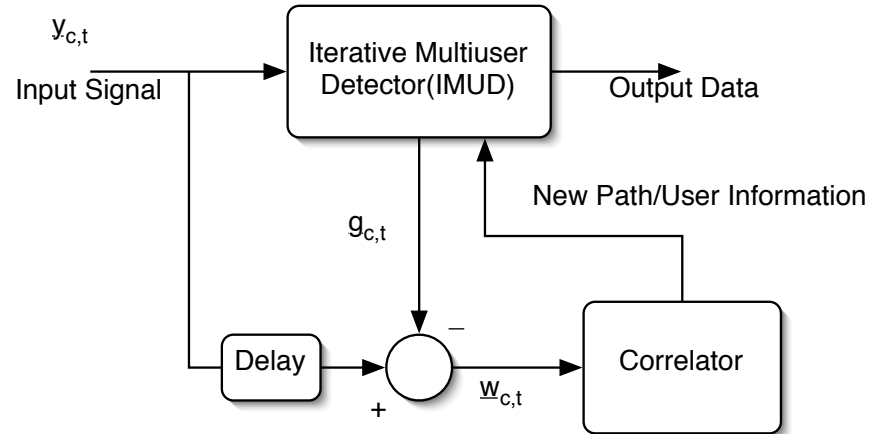 y_c,t
Input Signal
Iterative Multiuser
Detector(IMUD)
Output Data
New Path/User Information
g_c,t
–
Delay
+
w_c,t
Correlator